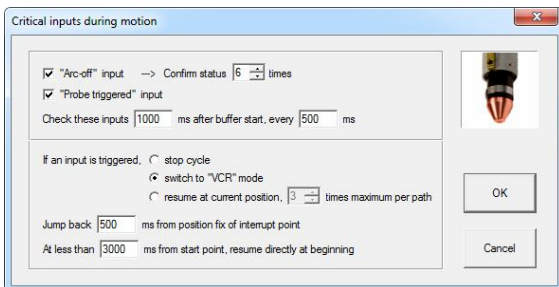 Critical inputs during motion
"Arc-off" input ---> Confirm status 6 times
"Probe triggered" input
Check these inputs 1000 ms after buffer start, every 500 ms
If an input is triggered, stop cycle
switch to "VCR" mode
resume at current position, 3 times maximum per path
OK
Jump back 500 ms from position fix of interrupt point
At less than 3000 ms from start point, resume directly at beginning
Cancel